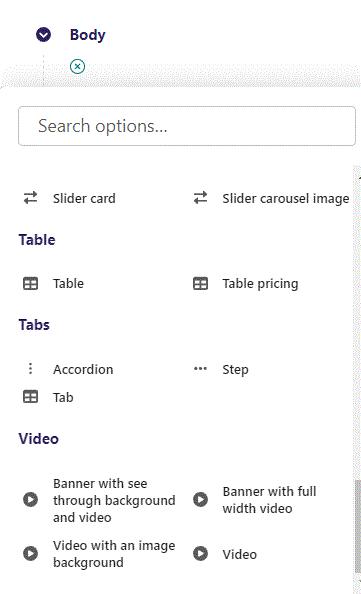 Body
Search options...
Slider card
Slider carousel image
Table
Table
Table pricing
Tabs
Accordion
Step
Tab
Video
Banner with see
through background
and video
Banner with full
width video
Video with an image
background
Video